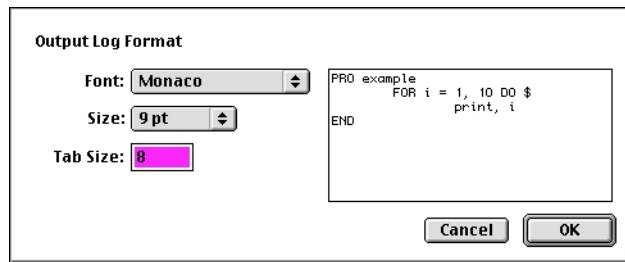 Output Log Format
Font: Monaco
Size: 9 pt
Tab Size: 8
PRO example
FOR i = 1, 10 DO $
print, i
END
Cancel
OK